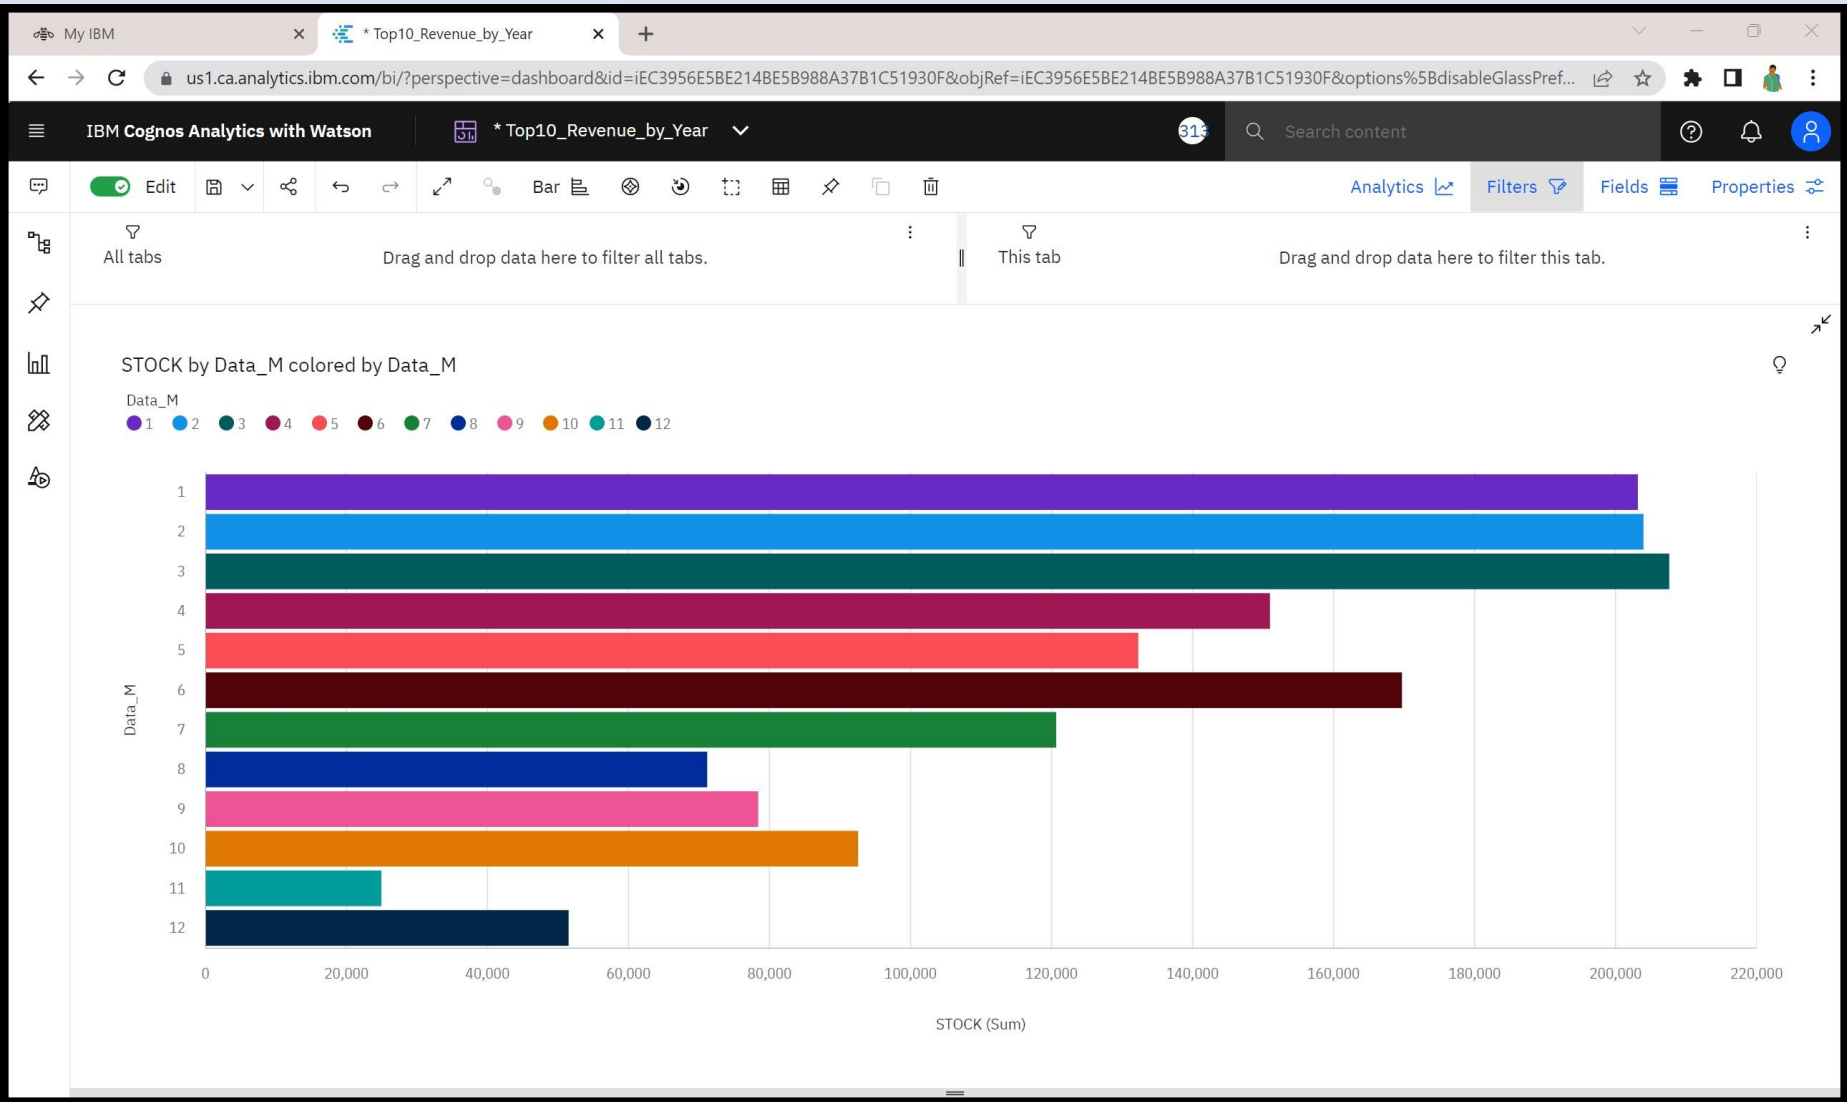 My IBM
* Top10_Revenue_by_Year
us1.ca.analytics.ibm.com/bi/?perspective=dashboard&id=iEC3956E5BE214BE5B988A37B1C51930F&objRef=iEC3956E5BE214BE5B988A37B1C51930F&options%5BdisableGlassPref...
IBM Cognos Analytics with Watson
* Top10_Revenue_by_Year
313
Search content
Edit
Bar
Analytics
Filters
Fields
Properties
All tabs
Drag and drop data here to filter all tabs.
This tab
Drag and drop data here to filter this tab.
STOCK by Data_M colored by Data_M
Data_M
1 2 3 4 5 6 7 8 9 10 11 12
Data_M
1
2
3
4
5
6
7
8
9
10
11
12
0 20,000 40,000 60,000 80,000 100,000 120,000 140,000 160,000 180,000 200,000 220,000
STOCK (Sum)